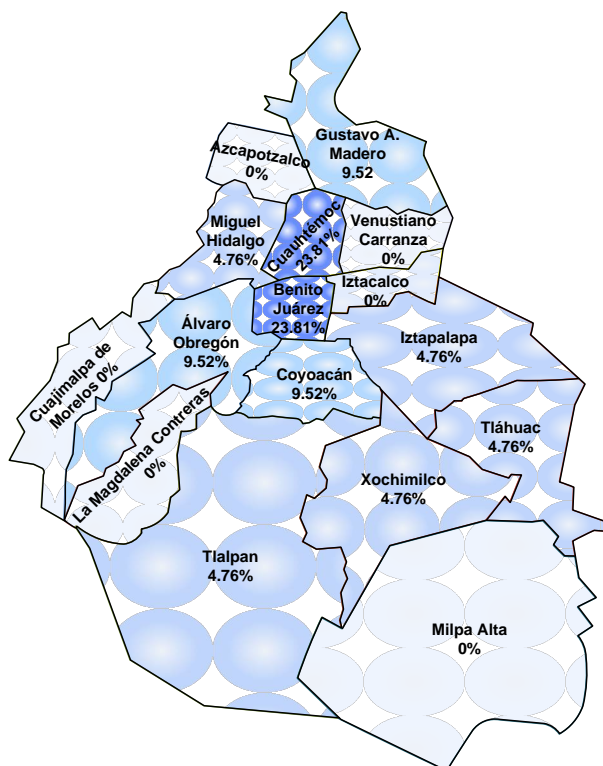 Gustavo A.
Madero
9.52
Azcapotzalco
0%
Miguel
Hidalgo
4.76%
Cuauhtémoc
23.81%
Venustiano
Carranza
0%
Iztacalco
0%
Benito
Juárez
23.81%
Álvaro
Obregón
9.52%
Iztapalapa
4.76%
Cuajimalpa de
Morelos 0%
Coyoacán
9.52%
La Magdalena Contreras
0%
Tláhuac
4.76%
Xochimilco
4.76%
Tlalpan
4.76%
Milpa Alta
0%